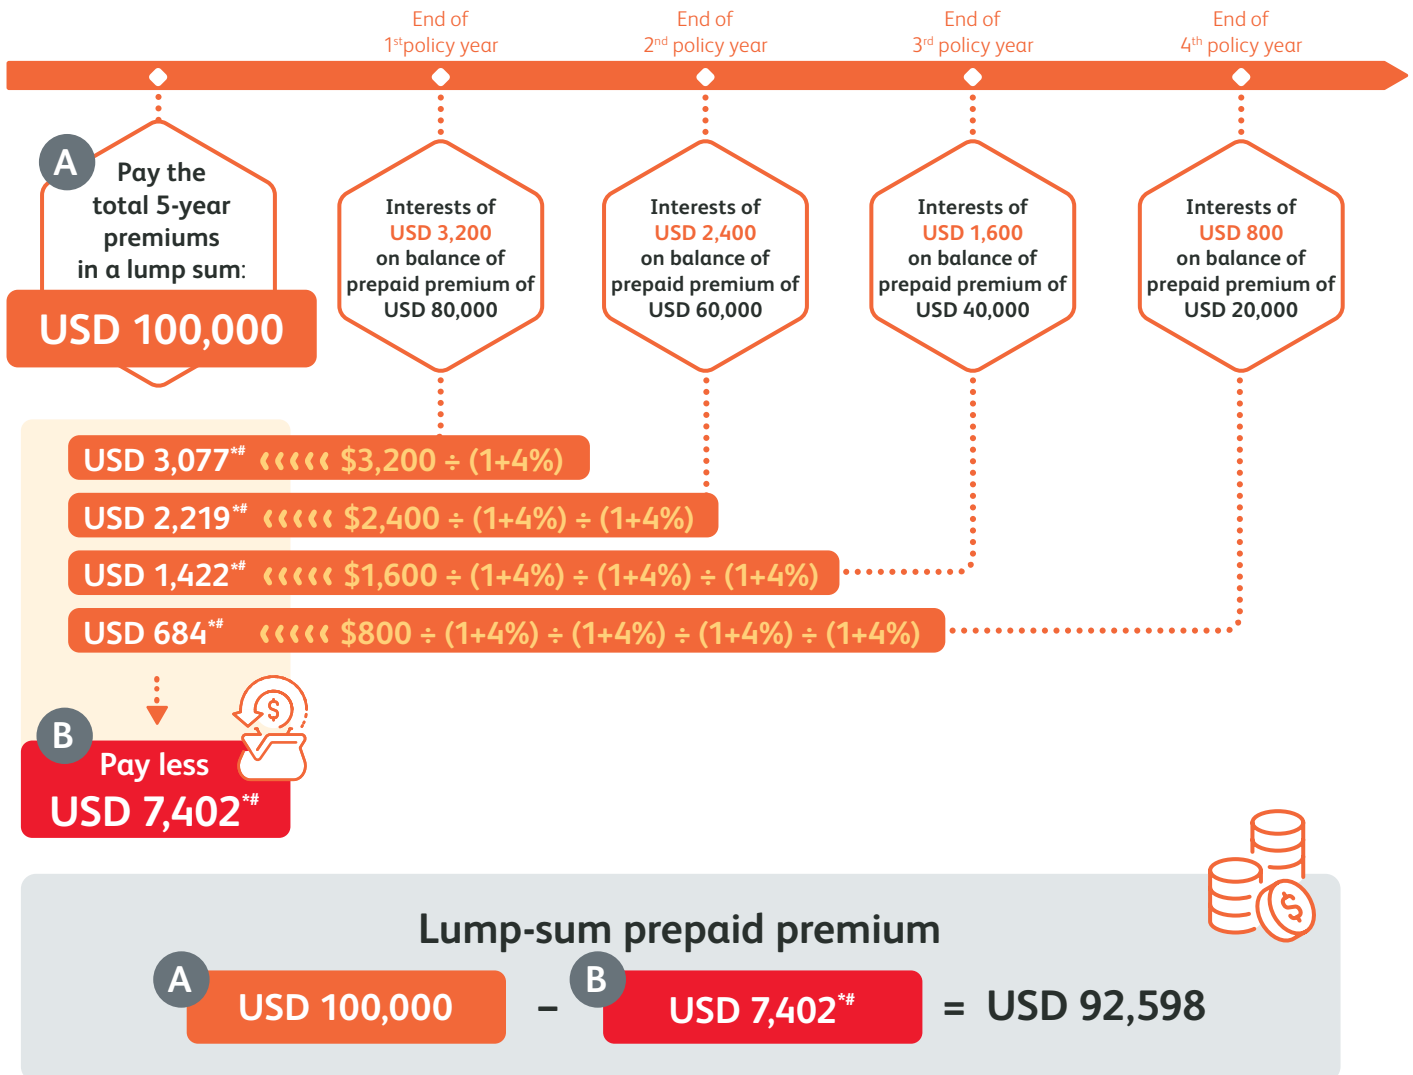 End of
1st policy year
End of
2nd policy year
End of
3rd policy year
End of
4th policy year
A
Pay the
total 5-year
premiums
in a lump sum:
USD 100,000
Interests of
USD 3,200
on balance of
prepaid premium of
USD 80,000
Interests of
USD 2,400
on balance of
prepaid premium of
USD 60,000
Interests of
USD 1,600
on balance of
prepaid premium of
USD 40,000
Interests of
USD 800
on balance of
prepaid premium of
USD 20,000
USD 3,077*# $3,200 ÷ (1+4%)
USD 2,219*# $2,400 ÷ (1+4%) ÷ (1+4%)
USD 1,422*# $1,600 ÷ (1+4%) ÷ (1+4%) ÷ (1+4%)
USD 684*# $800 ÷ (1+4%) ÷ (1+4%) ÷ (1+4%) ÷ (1+4%)
$
B
Pay less
USD 7,402*#
$
Lump-sum prepaid premium
A
USD 100,000
–
B
USD 7,402*#
= USD 92,598